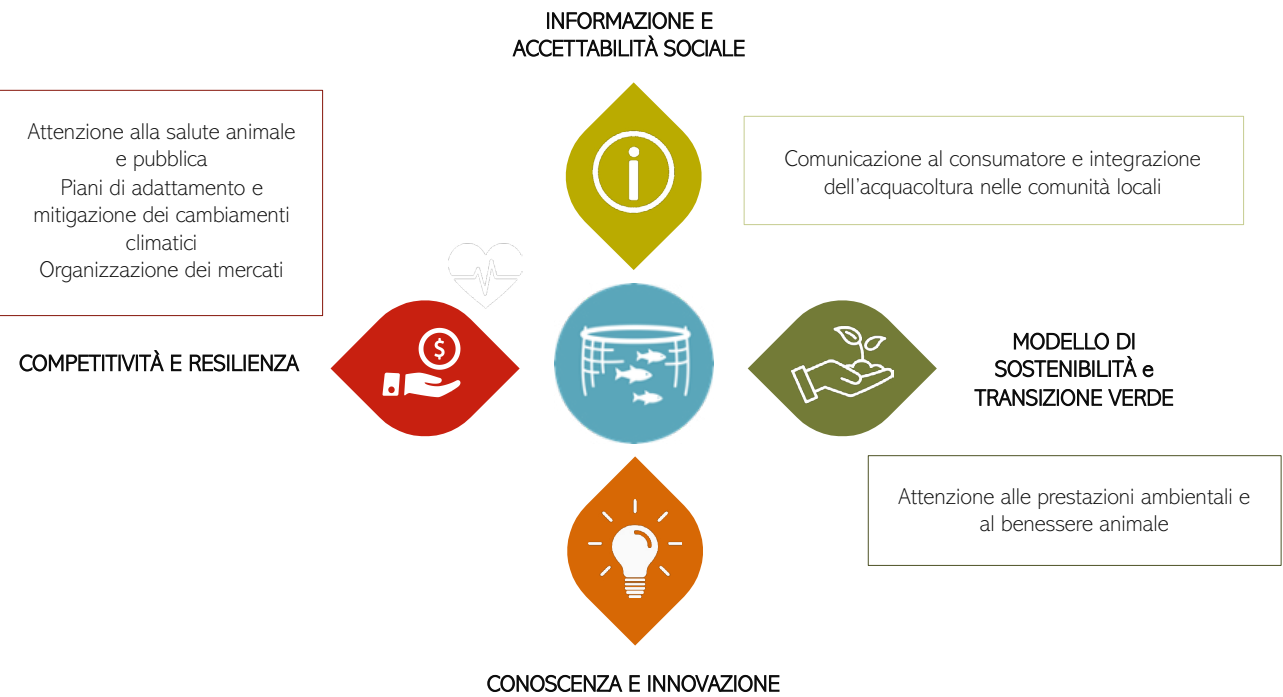 INFORMAZIONE E
ACCETTABILITÀ SOCIALE
Attenzione alla salute animale
e pubblica
Piani di adattamento e
mitigazione dei cambiamenti
climatici
Organizzazione dei mercati
Comunicazione al consumatore e integrazione
dell'acquacoltura nelle comunità locali
i
$
COMPETITIVITÀ E RESILIENZA
MODELLO DI
SOSTENIBILITÀ e
TRANSIZIONE VERDE
Attenzione alle prestazioni ambientali e
al benessere animale
CONOSCENZA E INNOVAZIONE